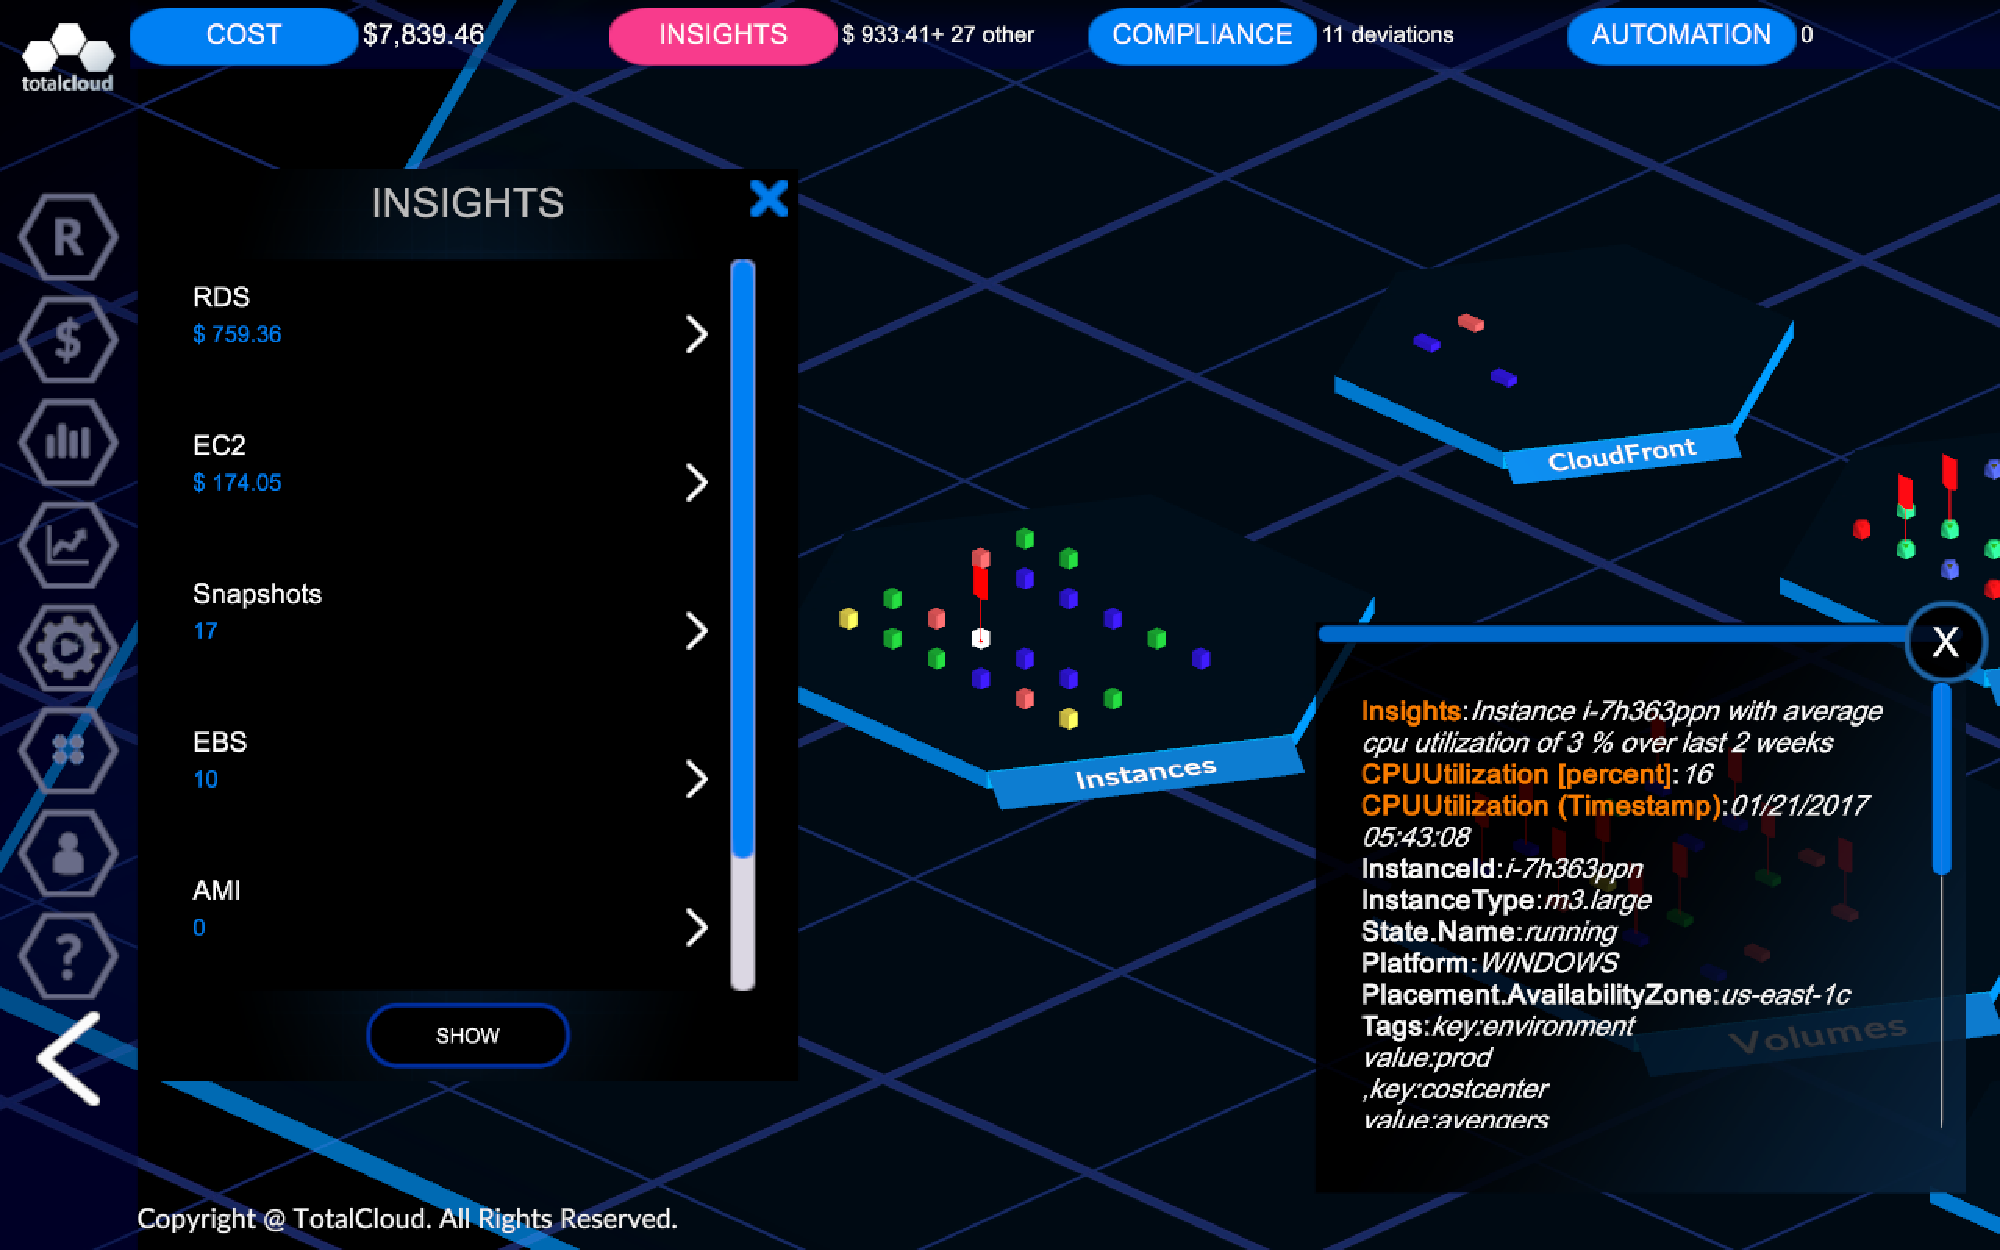 COST $7,839.46 INSIGHTS $ 933.41+ 27 other COMPLIANCE 11 deviations AUTOMATION 0
totalcloud
INSIGHTS X
R
$
RDS
$ 759.36
EC2
$ 174.05
Snapshots
17
EBS
10
AMI
0
SHOW
?
CloudFront
Instances
X
Insights:Instance i-7h363ppn with average
cpu utilization of 3 % over last 2 weeks
CPUUtilization [percent]:16
CPUUtilization (Timestamp):01/21/2017
05:43:08
InstanceId:i-7h363ppn
InstanceType:m3.large
State.Name:running
Platform:WINDOWS
Placement.AvailabilityZone:us-east-1c
Tags:key:environment
value:prod
,key:costcenter
value:avengers
Volumes
Copyright @ TotalCloud. All Rights Reserved.